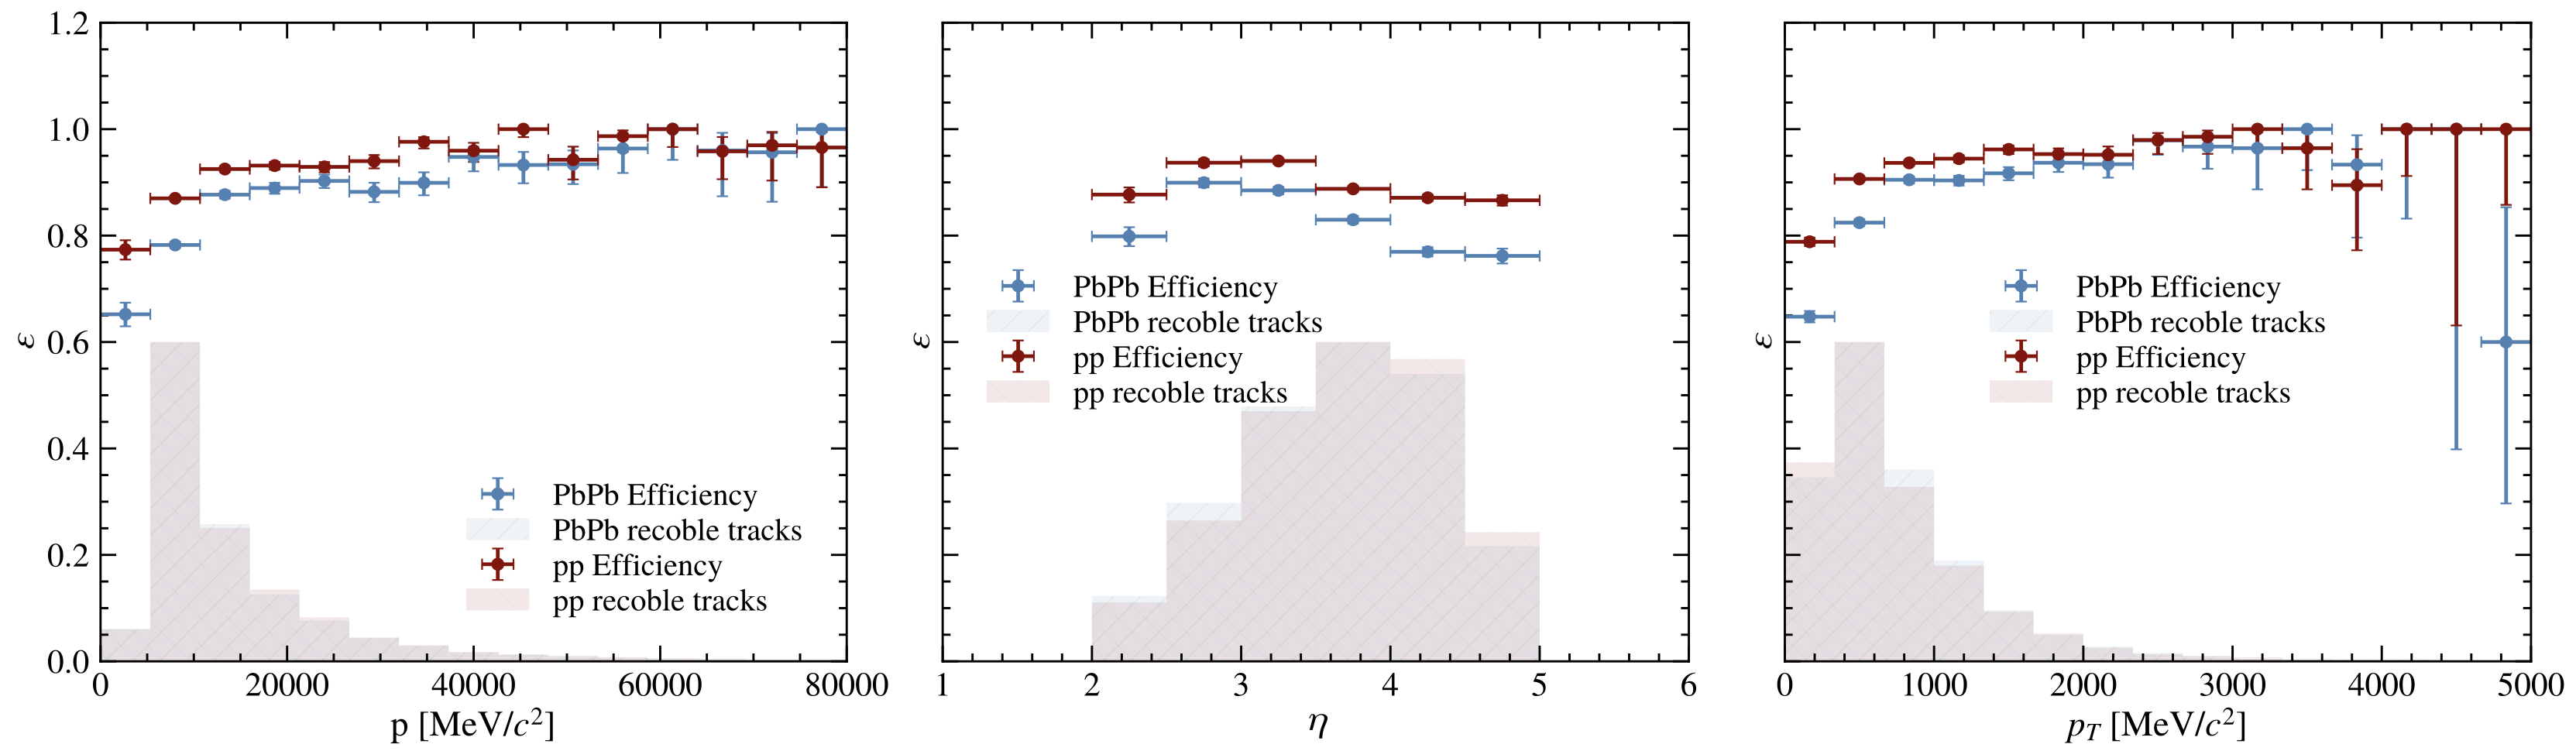 1.2
1.0
0.8
0.6
0.4
0.2
0.0
ε
PbPb Efficiency
PbPb recoble tracks
pp Efficiency
pp recoble tracks
0 20000 40000 60000 80000
p [MeV/c²]
ε
PbPb Efficiency
PbPb recoble tracks
pp Efficiency
pp recoble tracks
1 2 3 4 5 6
η
ε
PbPb Efficiency
PbPb recoble tracks
pp Efficiency
pp recoble tracks
0 1000 2000 3000 4000 5000
p_T [MeV/c²]